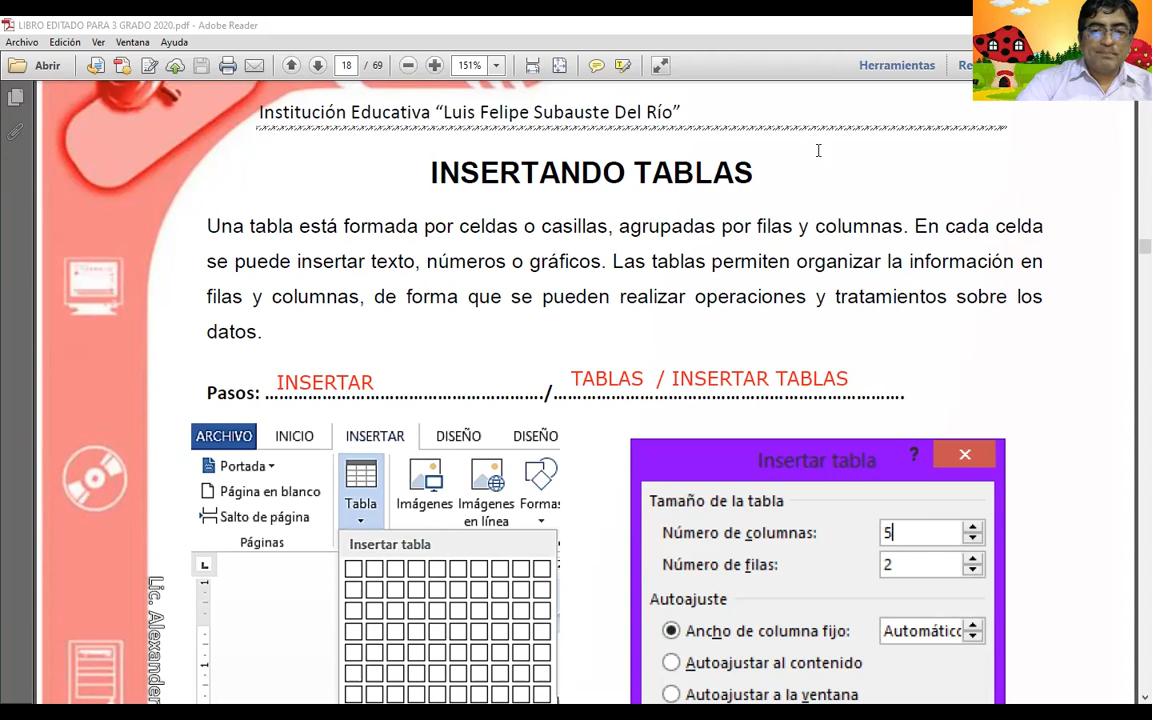 LIBRO EDITADO PARA 3 GRADO 2020.pdf - Adobe Reader
Archivo Edición Ver Ventana Ayuda
Abrir 18 / 69 151% Herramientas Re
Institución Educativa “Luis Felipe Subauste Del Río”
INSERTANDO TABLAS
Una tabla está formada por celdas o casillas, agrupadas por filas y columnas. En cada celda
se puede insertar texto, números o gráficos. Las tablas permiten organizar la información en
filas y columnas, de forma que se pueden realizar operaciones y tratamientos sobre los
datos.
Pasos: INSERTAR / TABLAS / INSERTAR TABLAS
ARCHIVO INICIO INSERTAR DISEÑO DISEÑO
Portada
Página en blanco
Salto de página
Páginas
Tabla
Imágenes
Imágenes
en línea
Formas
Insertar tabla
L
1
1
Insertar tabla ?
Tamaño de la tabla
Número de columnas: 5
Número de filas: 2
Autoajuste
Ancho de columna fijo: Automático
Autoajustar al contenido
Autoajustar a la ventana
Lic. Alexander